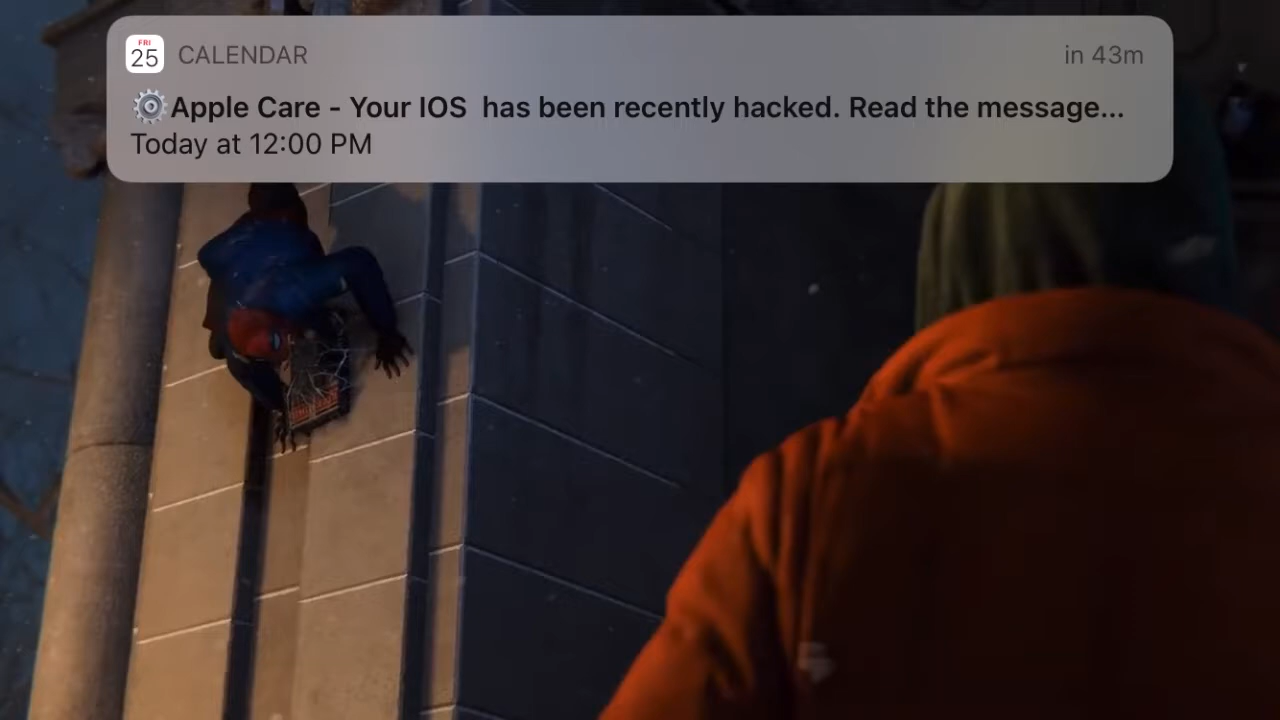 FRI
25
CALENDAR
in 43m
Apple Care - Your IOS has been recently hacked. Read the message...
Today at 12:00 PM